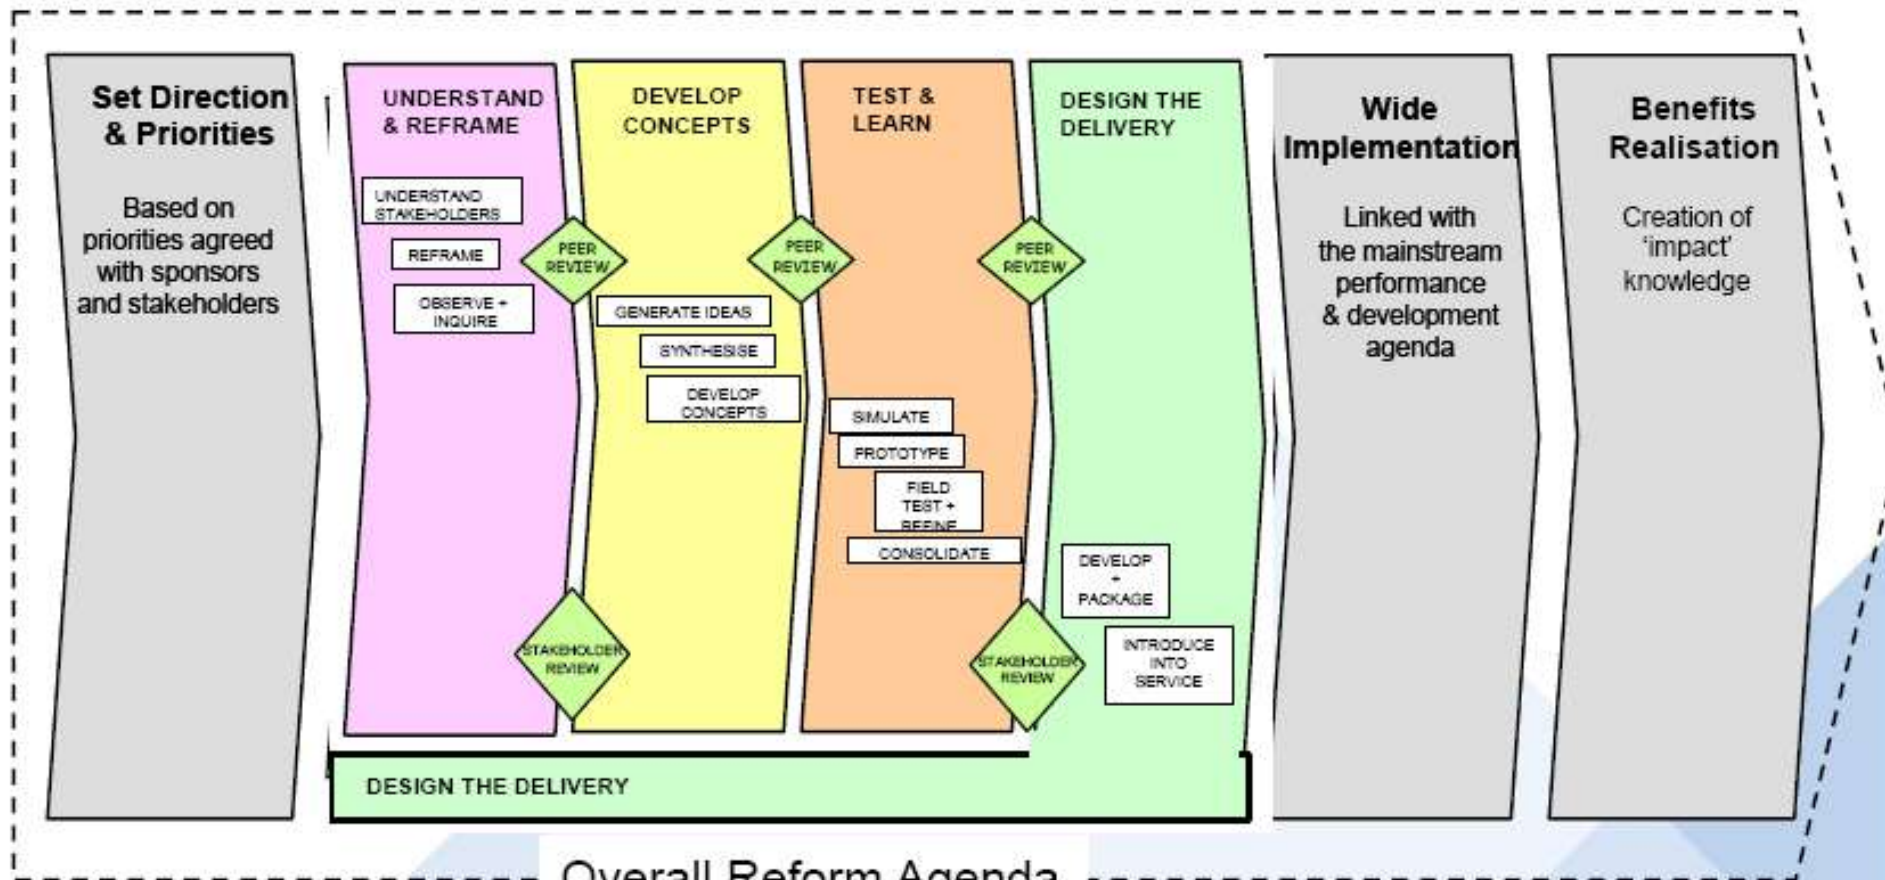 Set Direction
& Priorities
Based on
priorities agreed
with sponsors
and stakeholders
UNDERSTAND
& REFRAME
UNDERSTAND
STAKEHOLDERS
REFRAME
OBSERVE +
INQUIRE
PEER
REVIEW
STAKEHOLDER
REVIEW
DEVELOP
CONCEPTS
GENERATE IDEAS
SYNTHESISE
DEVELOP
CONCEPTS
PEER
REVIEW
TEST &
LEARN
SIMULATE
PROTOTYPE
FIELD
TEST +
REFINE
CONSOLIDATE
PEER
REVIEW
STAKEHOLDER
REVIEW
DESIGN THE
DELIVERY
DEVELOP
+
PACKAGE
INTRODUCE
INTO
SERVICE
DESIGN THE DELIVERY
Wide
Implementation
Linked with
the mainstream
performance
& development
agenda
Benefits
Realisation
Creation of
‘impact’
knowledge
Overall Reform Agenda